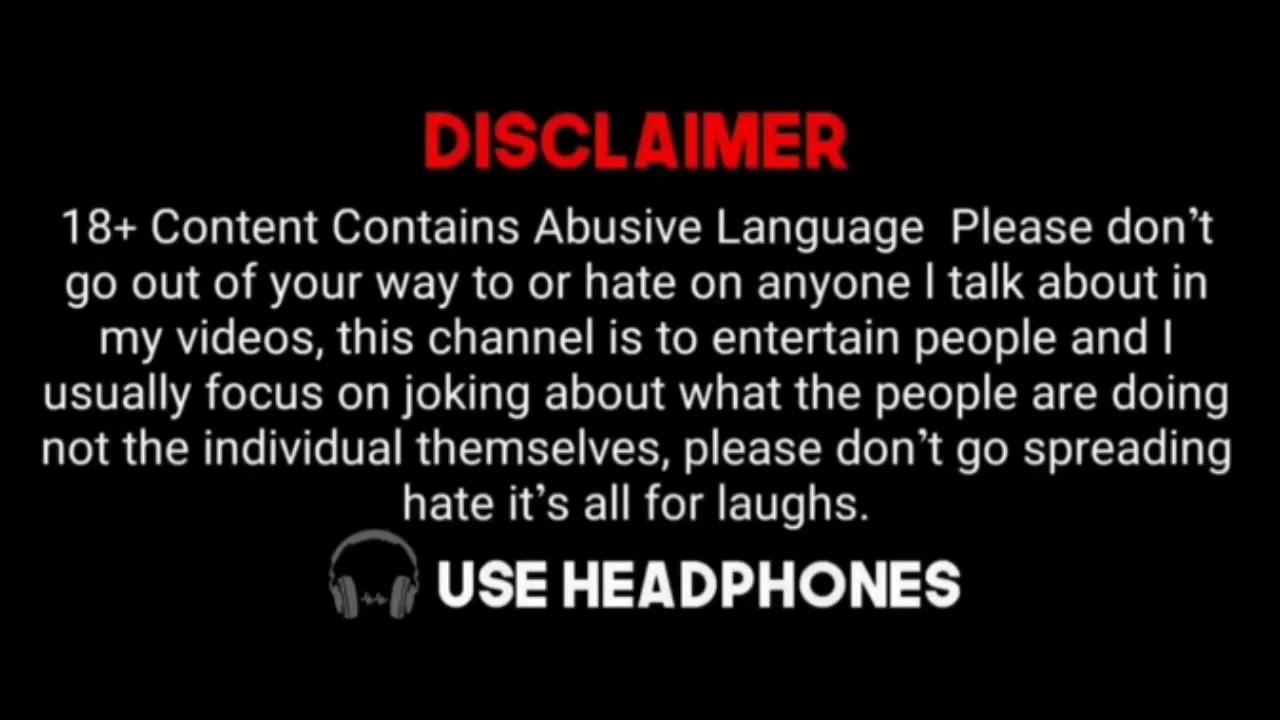 DISCLAIMER
18+ Content Contains Abusive Language  Please don’t
go out of your way to or hate on anyone I talk about in
my videos, this channel is to entertain people and I
usually focus on joking about what the people are doing
not the individual themselves, please don’t go spreading
hate it’s all for laughs.
USE HEADPHONES